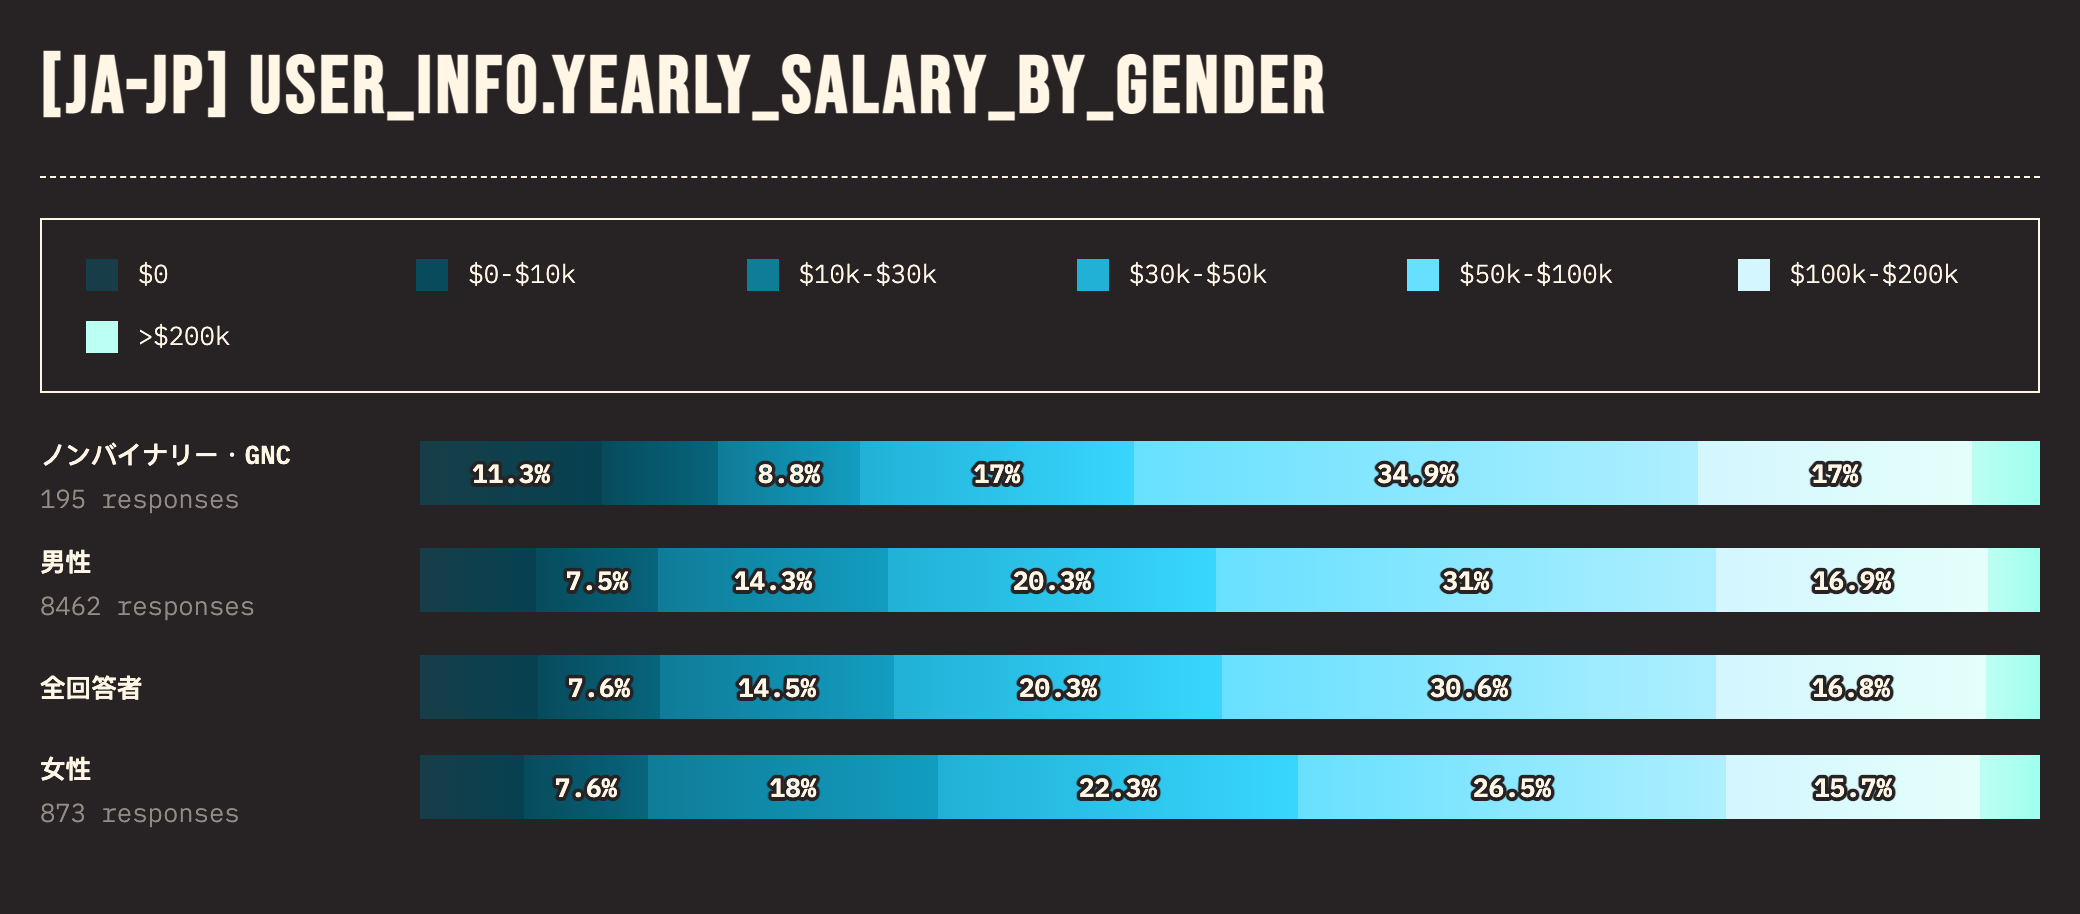 [JA-JP] USER_INFO.YEARLY_SALARY_BY_GENDER
$0 $0-$10k $10k-$30k $30k-$50k $50k-$100k $100k-$200k
>$200k
ノンバイナリー・GNC
195 responses
11.3% 8.8% 17% 34.9% 17%
男性
8462 responses
7.5% 14.3% 20.3% 31% 16.9%
全回答者
7.6% 14.5% 20.3% 30.6% 16.8%
女性
873 responses
7.6% 18% 22.3% 26.5% 15.7%